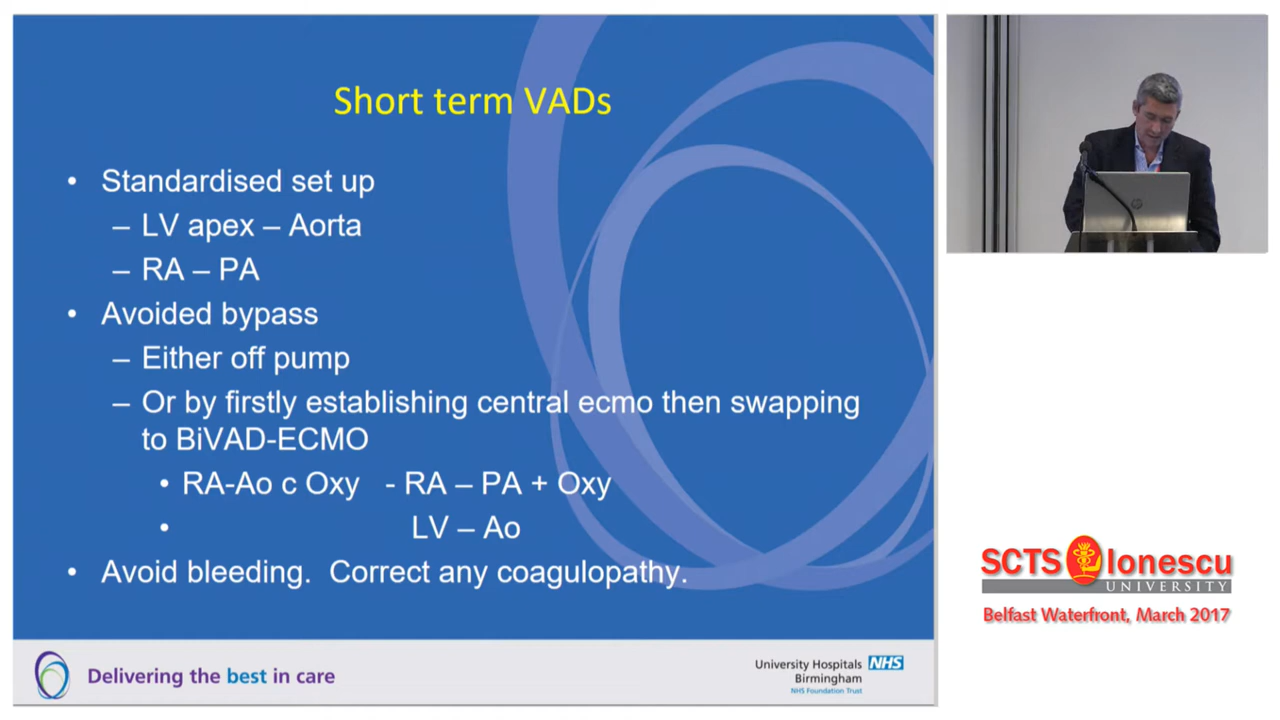 Short term VADs
• Standardised set up
– LV apex – Aorta
– RA – PA
• Avoided bypass
– Either off pump
– Or by firstly establishing central ecmo then swapping
to BiVAD-ECMO
• RA-Ao c Oxy - RA – PA + Oxy
• LV – Ao
• Avoid bleeding. Correct any coagulopathy.
Delivering the best in care
University Hospitals NHS
Birmingham
NHS Foundation Trust
SCTS Ionescu
UNIVERSITY
Belfast Waterfront, March 2017